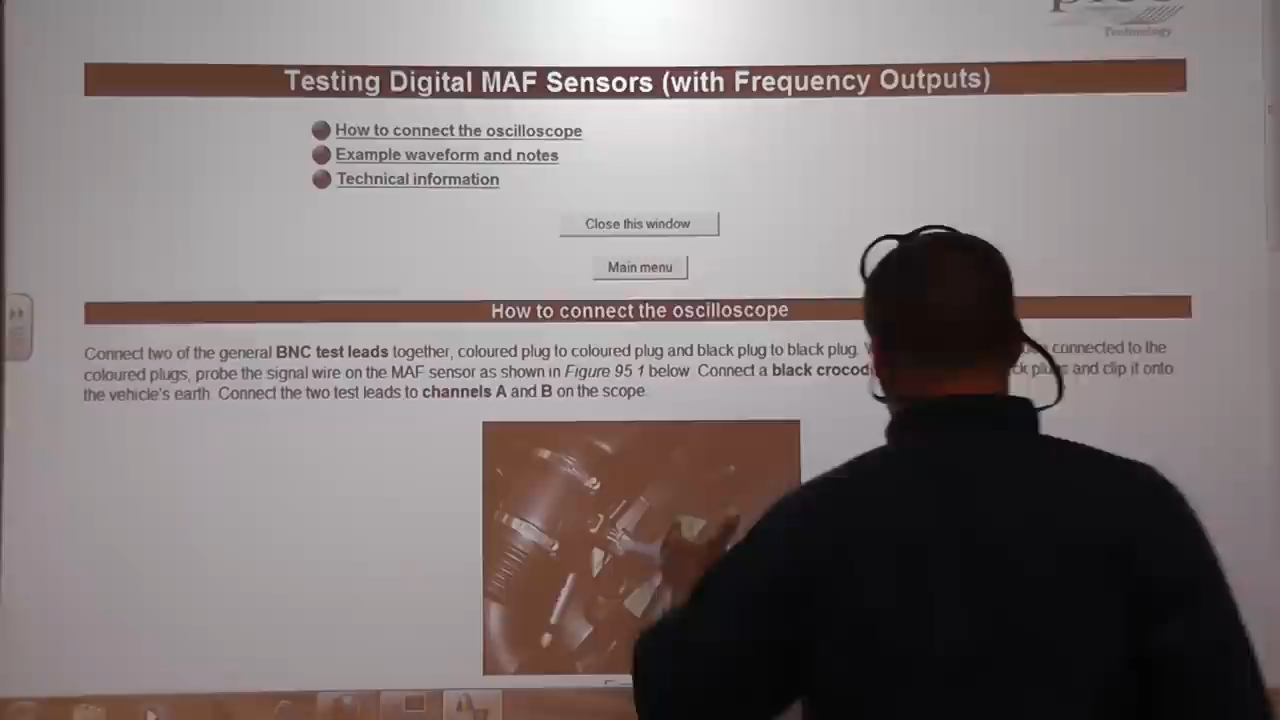 Technology
Testing Digital MAF Sensors (with Frequency Outputs)
How to connect the oscilloscope
Example waveform and notes
Technical information
Close this window
Main menu
How to connect the oscilloscope
Connect two of the general BNC test leads together, coloured plug to coloured plug and black plug to black plug. connected to the
coloured plugs, probe the signal wire on the MAF sensor as shown in Figure 95.1 below. Connect a black and clip it onto
the vehicle's earth. Connect the two test leads to channels A and B on the scope.